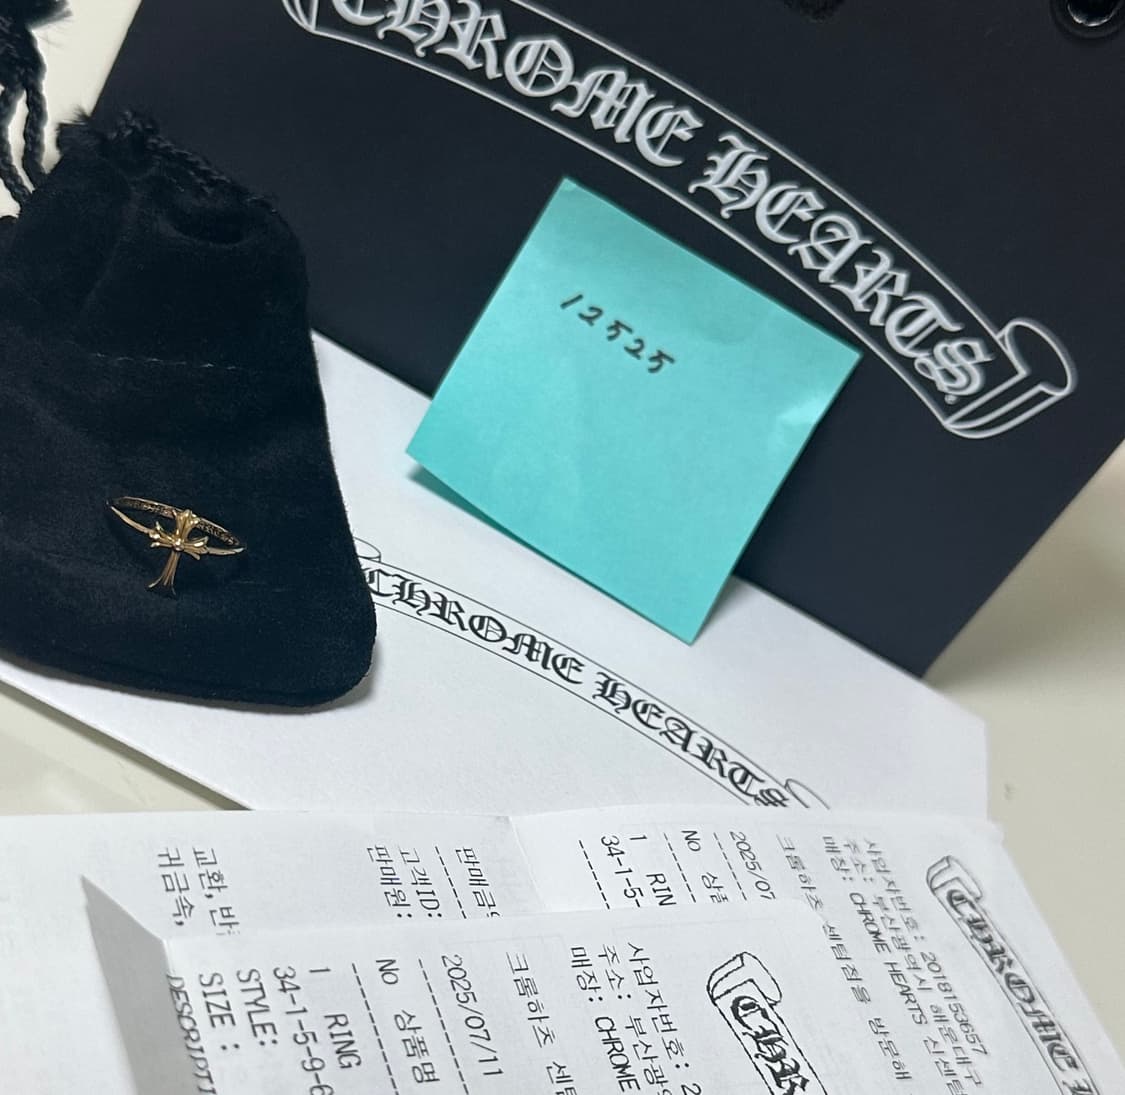 CHROME HEARTS
12525
CHROME HEARTS
사업자번호: 2018153657
주소: 부산광역시 해운대구
매장: CHROME HEARTS 신세
크롬하츠 센텀점을 방문해
2025/07
No 상품
1 RIN
34-1-5-
판매금
고객ID:
판매원:
교환, 반
귀금속,
CHR
사업자번호: 2
주소: 부산광
매장: CHROME
크롬하츠 센텀
2025/07/11
No 상품명
1 RING
34-1-5-9-6
STYLE:
SIZE :